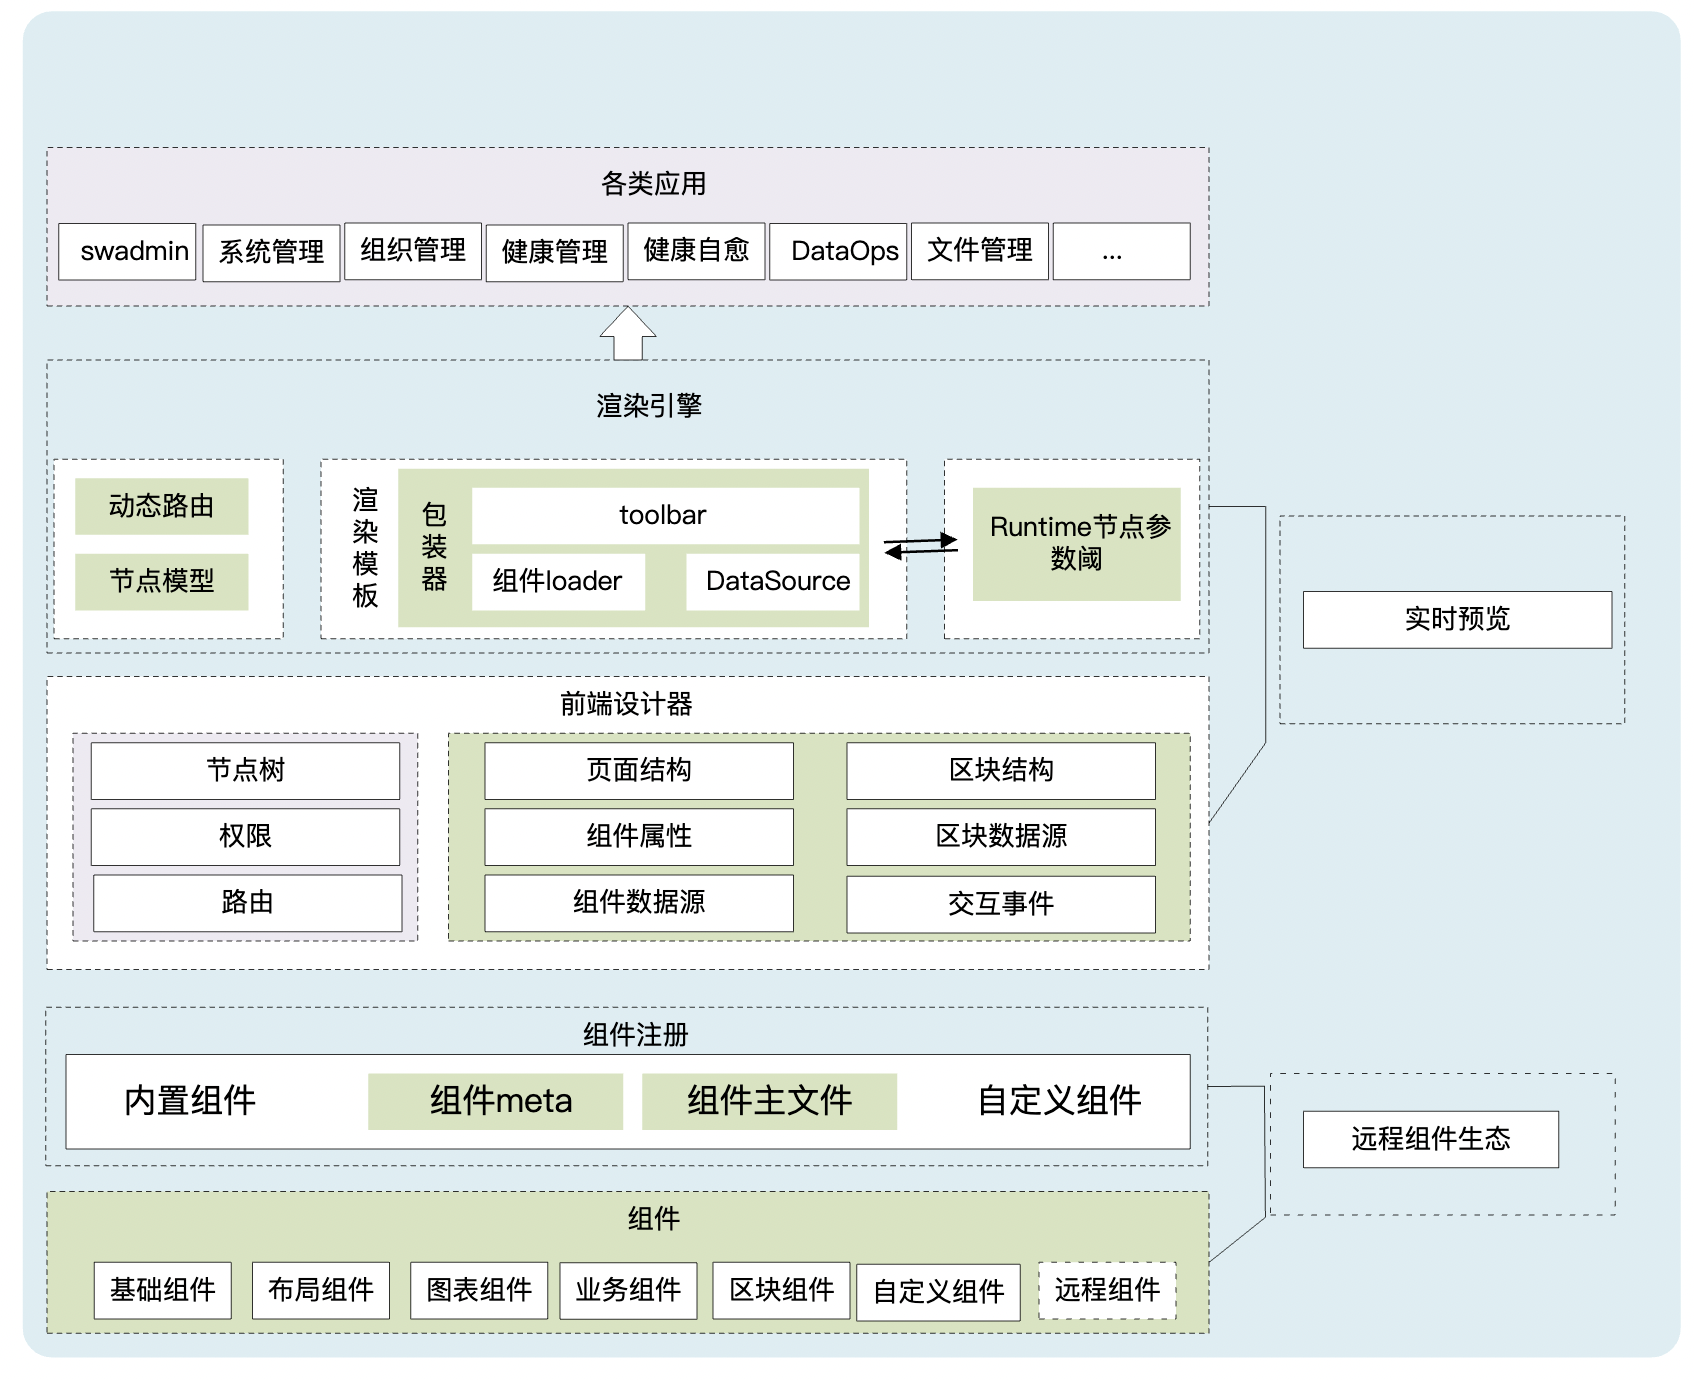 各类应用
swadmin
系统管理
组织管理
健康管理
健康自愈
DataOps
文件管理
...
渲染引擎
动态路由
节点模型
渲染模板
包装器
toolbar
组件loader
DataSource
Runtime节点参
数阈
实时预览
前端设计器
节点树
权限
路由
页面结构
区块结构
组件属性
区块数据源
组件数据源
交互事件
组件注册
内置组件
组件meta
组件主文件
自定义组件
远程组件生态
组件
基础组件
布局组件
图表组件
业务组件
区块组件
自定义组件
远程组件